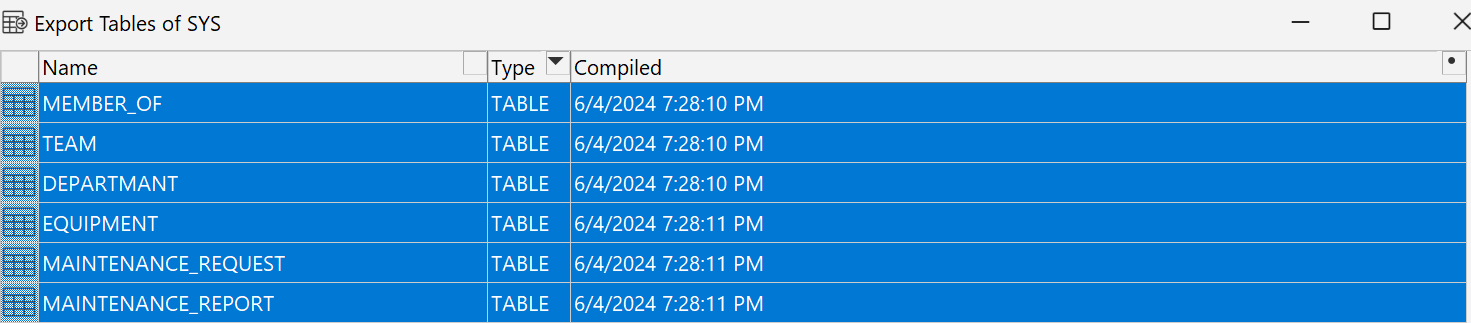 Export Tables of SYS
Name Type Compiled
MEMBER_OF TABLE 6/4/2024 7:28:10 PM
TEAM TABLE 6/4/2024 7:28:10 PM
DEPARTMANT TABLE 6/4/2024 7:28:10 PM
EQUIPMENT TABLE 6/4/2024 7:28:11 PM
MAINTENANCE_REQUEST TABLE 6/4/2024 7:28:11 PM
MAINTENANCE_REPORT TABLE 6/4/2024 7:28:11 PM